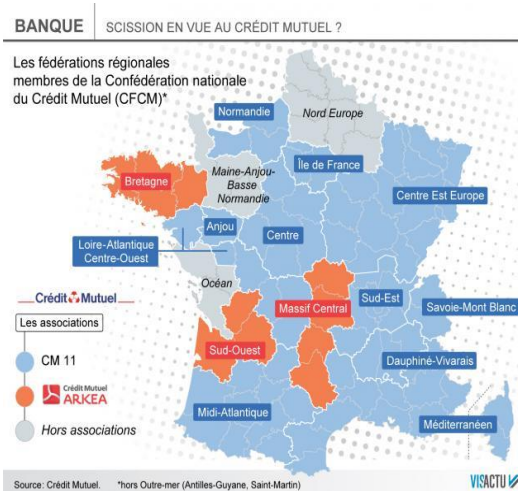 BANQUE
SCISSION EN VUE AU CRÉDIT MUTUEL ?
Les fédérations régionales
membres de la Confédération nationale
du Crédit Mutuel (CFCM)*
Normandie
Nord Europe
Île de France
Bretagne
Maine-Anjou-
Basse
Normandie
Centre Est Europe
Anjou
Loire-Atlantique
Centre-Ouest
Centre
Océan
Crédit Mutuel
Massif Central
Sud-Est
Savoie-Mont Blanc
Les associations
Sud-Ouest
CM 11
Dauphiné-Vivarais
Crédit Mutuel
ARKEA
Midi-Atlantique
Méditerranéen
Hors associations
Source: Crédit Mutuel.
*hors Outre-mer (Antilles-Guyane, Saint-Martin)
VISACTU